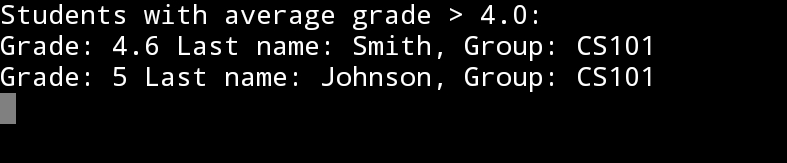 Students with average grade > 4.0:
Grade: 4.6 Last name: Smith, Group: CS101
Grade: 5 Last name: Johnson, Group: CS101